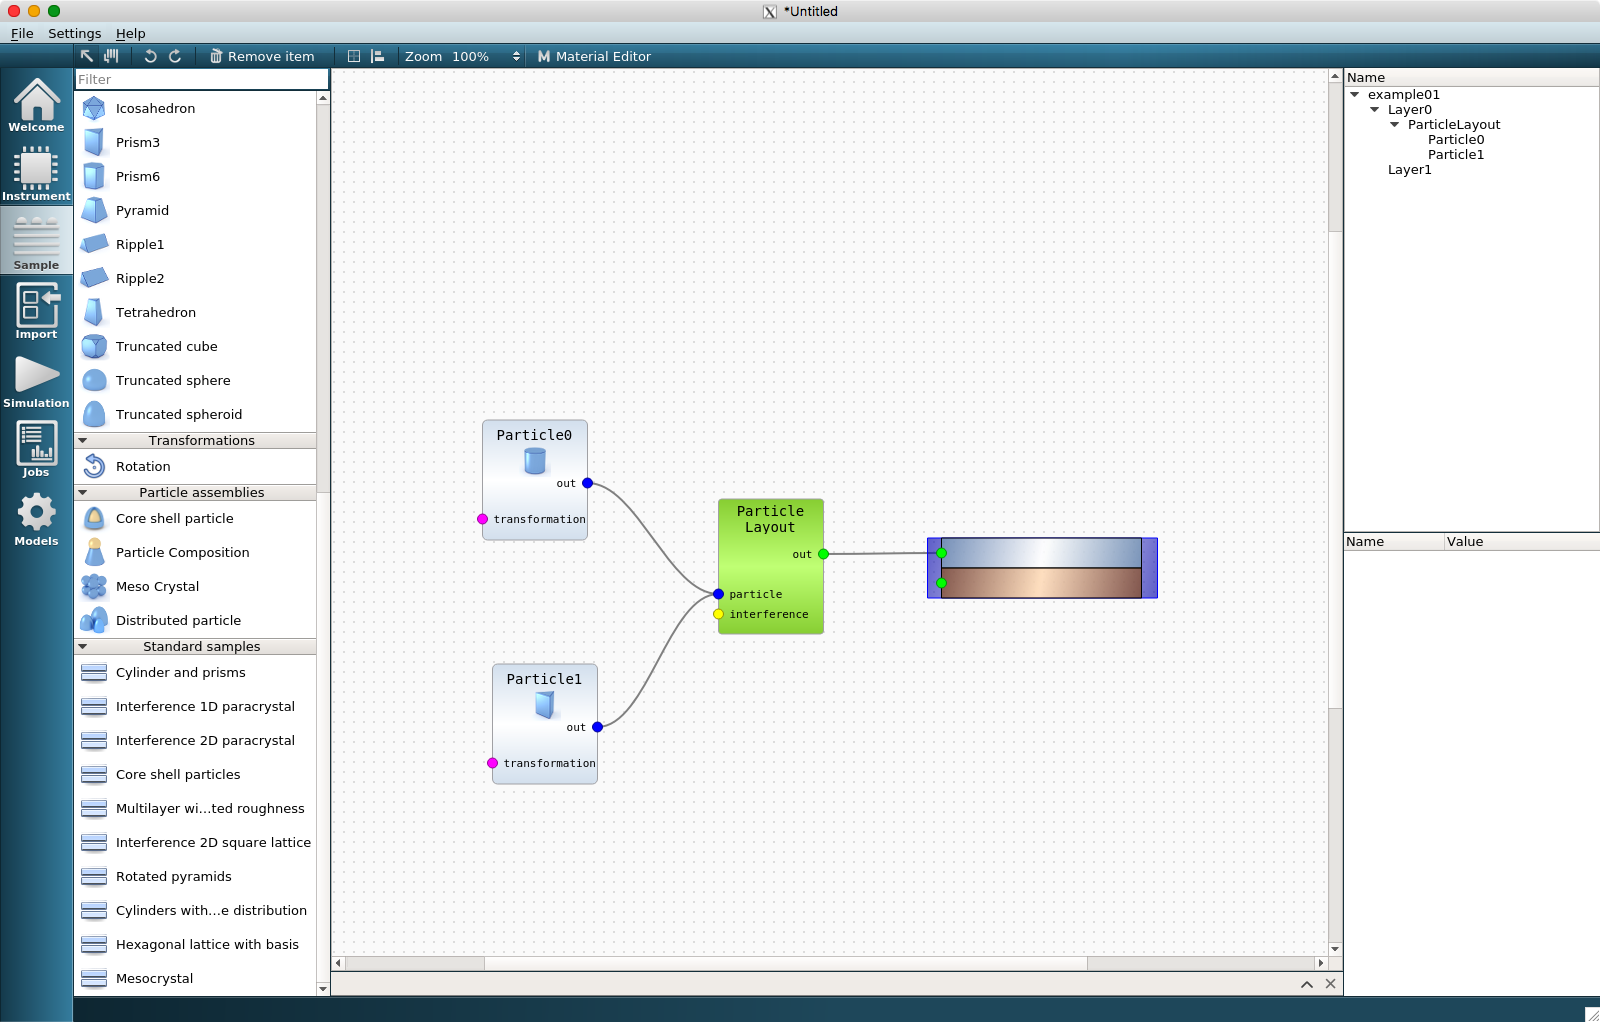 *Untitled
File Settings Help
Remove item Zoom 100% Material Editor
Welcome
Instrument
Sample
Import
Simulation
Jobs
Models
Filter
Icosahedron
Prism3
Prism6
Pyramid
Ripple1
Ripple2
Tetrahedron
Truncated cube
Truncated sphere
Truncated spheroid
Transformations
Rotation
Particle assemblies
Core shell particle
Particle Composition
Meso Crystal
Distributed particle
Standard samples
Cylinder and prisms
Interference 1D paracrystal
Interference 2D paracrystal
Core shell particles
Multilayer wi...ted roughness
Interference 2D square lattice
Rotated pyramids
Cylinders with...e distribution
Hexagonal lattice with basis
Mesocrystal
Particle0
out
transformation
Particle
Layout
out
particle
interference
Particle1
out
transformation
Name
example01
Layer0
ParticleLayout
Particle0
Particle1
Layer1
Name Value